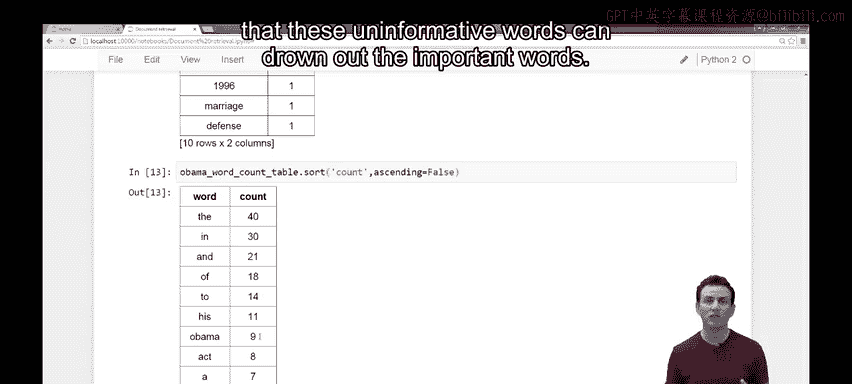 GPT中英字幕课程资源@bilibili.com
that these uninformative words can
drown out the important words.
Home
Document retrieval
localhost:10000/notebooks/Document%20retrieval.ipynb
File Edit View Insert Python 2
1996 1
marriage 1
defense 1
[10 rows x 2 columns]
In [13]: obama_word_count_table.sort('count',ascending=False)
Out[13]:
word count
the 40
in 30
and 21
of 18
to 14
his 11
obama 9
act 8
a 7